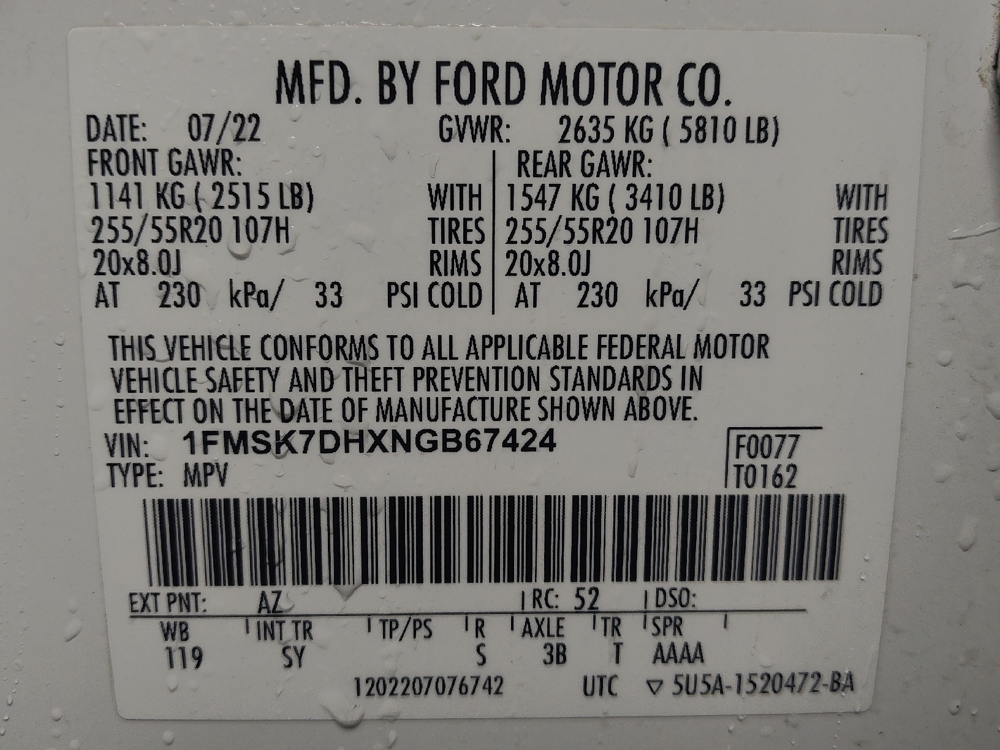 MFD. BY FORD MOTOR CO.
DATE: 07/22 GVWR: 2635 KG ( 5810 LB)
FRONT GAWR: REAR GAWR:
1141 KG ( 2515 LB) WITH 1547 KG ( 3410 LB) WITH
255/55R20 107H TIRES 255/55R20 107H TIRES
20x8.0J RIMS 20x8.0J RIMS
AT 230 kPa/ 33 PSI COLD AT 230 kPa/ 33 PSI COLD
THIS VEHICLE CONFORMS TO ALL APPLICABLE FEDERAL MOTOR
VEHICLE SAFETY AND THEFT PREVENTION STANDARDS IN
EFFECT ON THE DATE OF MANUFACTURE SHOWN ABOVE.
VIN: 1FMSK7DHXNGB67424 F0077
TYPE: MPV T0162
EXT PNT: AZ RC: 52 DSO:
WB INT TR TP/PS R AXLE TR SPR
119 SY S 3B T AAAA
1202207076742 UTC ▽ 5U5A-1520472-BA